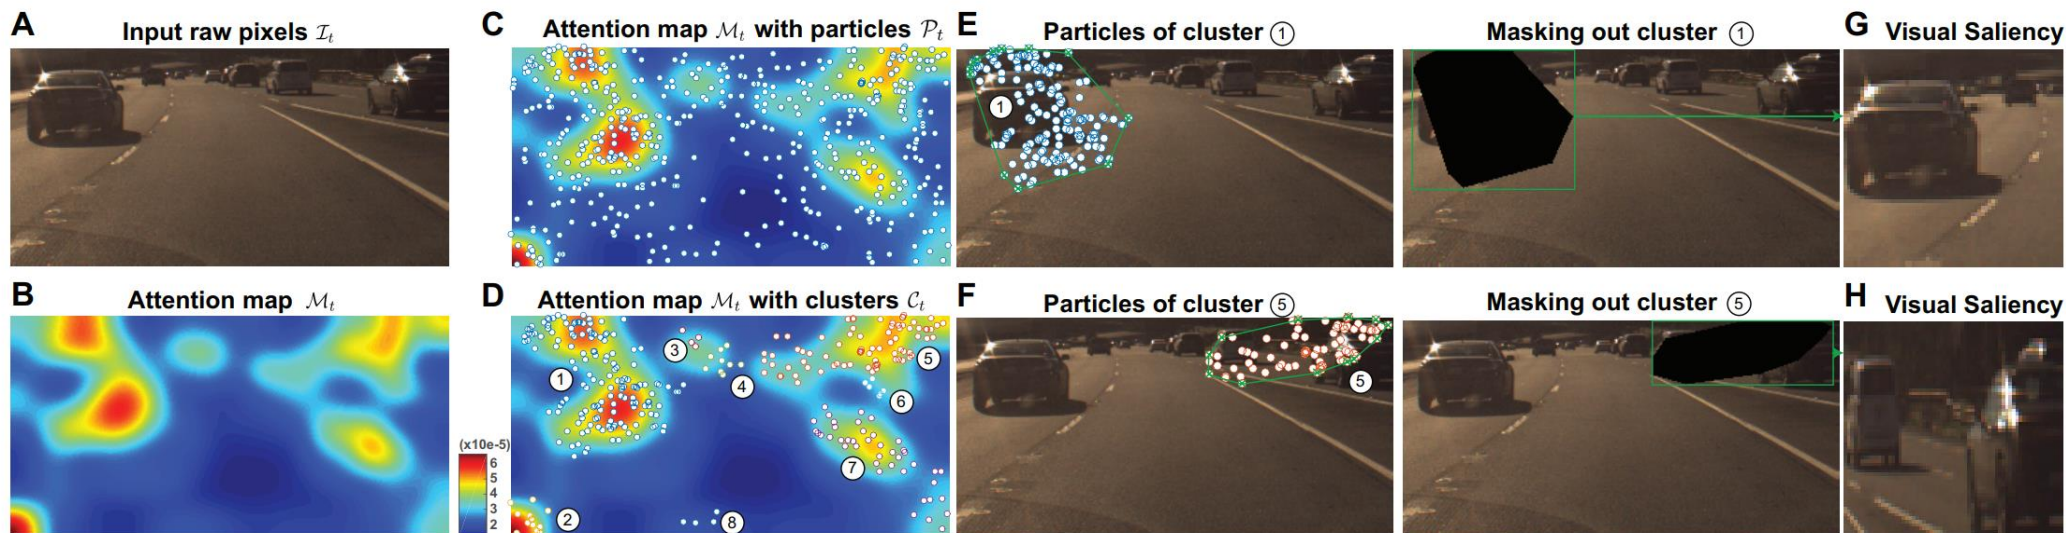 A
Input raw pixels ℐt
B
Attention map ℳt
(x10e-5)
6
5
4
3
2
C
Attention map ℳt with particles 𝒫t
D
Attention map ℳt with clusters 𝒞t
1
2
3
4
5
6
7
8
E
Particles of cluster ①
1
Masking out cluster ①
F
Particles of cluster ⑤
5
Masking out cluster ⑤
G
Visual Saliency
H
Visual Saliency